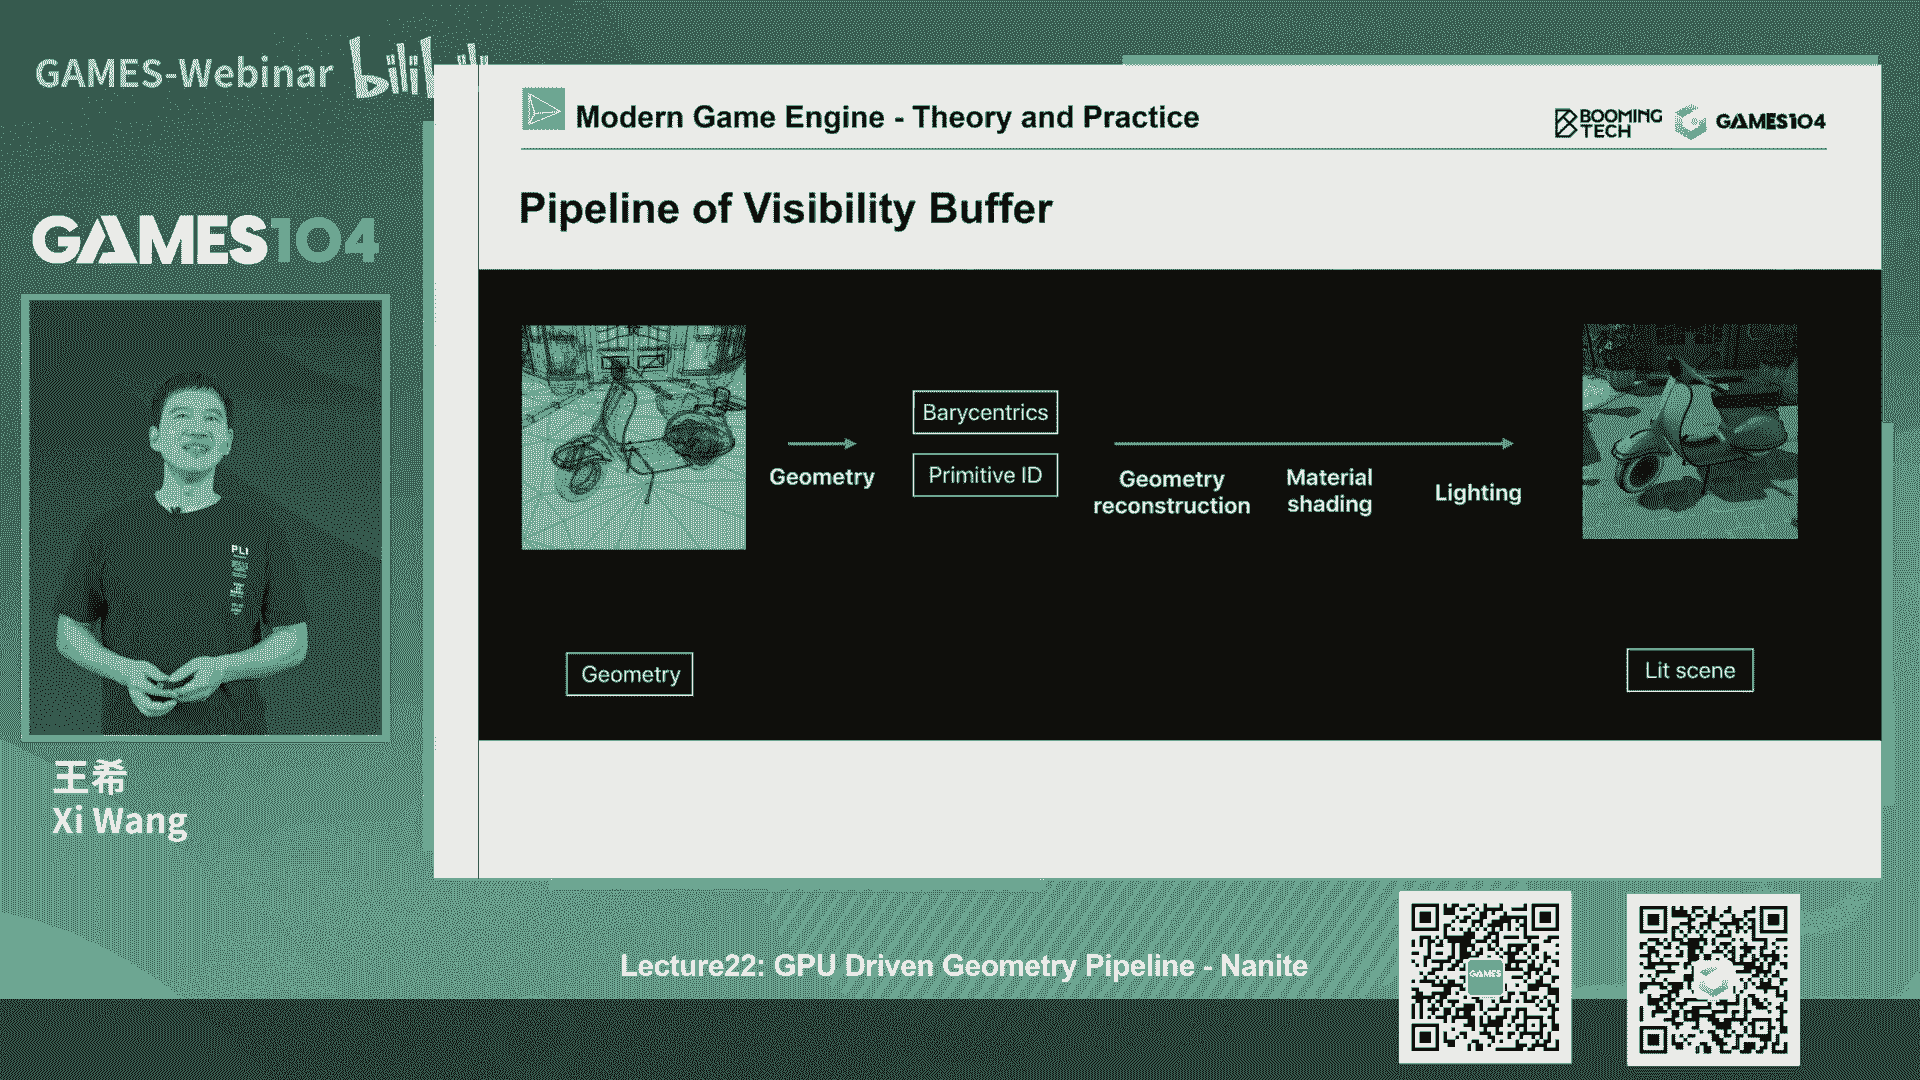 GAMES-Webinar
Modern Game Engine - Theory and Practice
BOOMING
TECH
GAMES104
GAMES104
Pipeline of Visibility Buffer
Barycentrics
Primitive ID
Geometry
Geometry
reconstruction
Material
shading
Lighting
Geometry
Lit scene
王希
Xi Wang
Lecture22: GPU Driven Geometry Pipeline - Nanite
GAMES